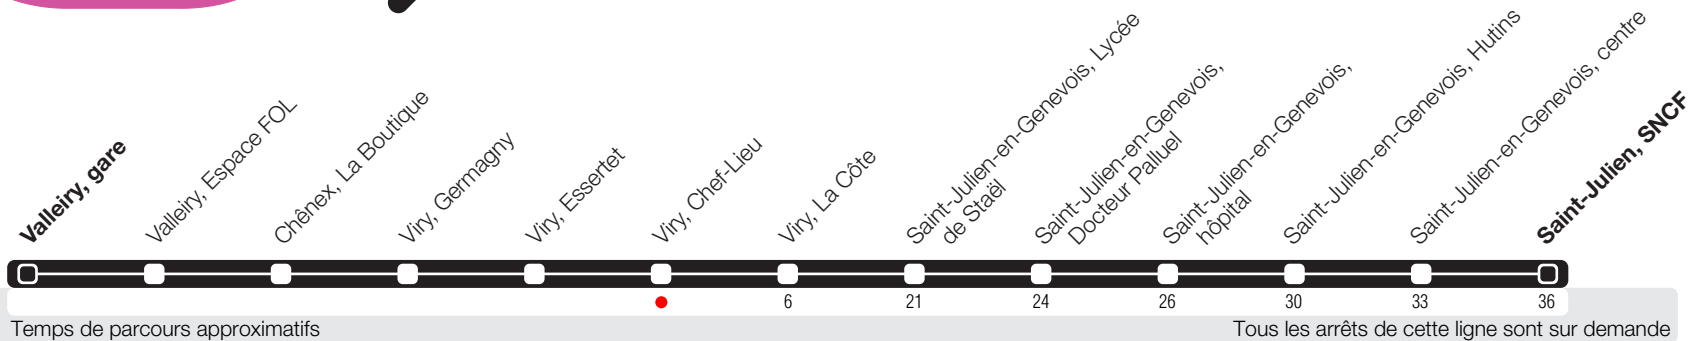 Valleiry, gare
Valleiry, Espace FOL
Chênex, La Boutique
Viry, Germagny
Viry, Essertet
Viry, Chef-Lieu
Viry, La Côte
Saint-Julien-en-Genevois, Lycée
de Staël
Saint-Julien-en-Genevois,
Docteur Palluel
Saint-Julien-en-Genevois,
hôpital
Saint-Julien-en-Genevois, Hutins
Saint-Julien-en-Genevois, centre
Saint-Julien, SNCF
6 21 24 26 30 33 36
Temps de parcours approximatifs
Tous les arrêts de cette ligne sont sur demande